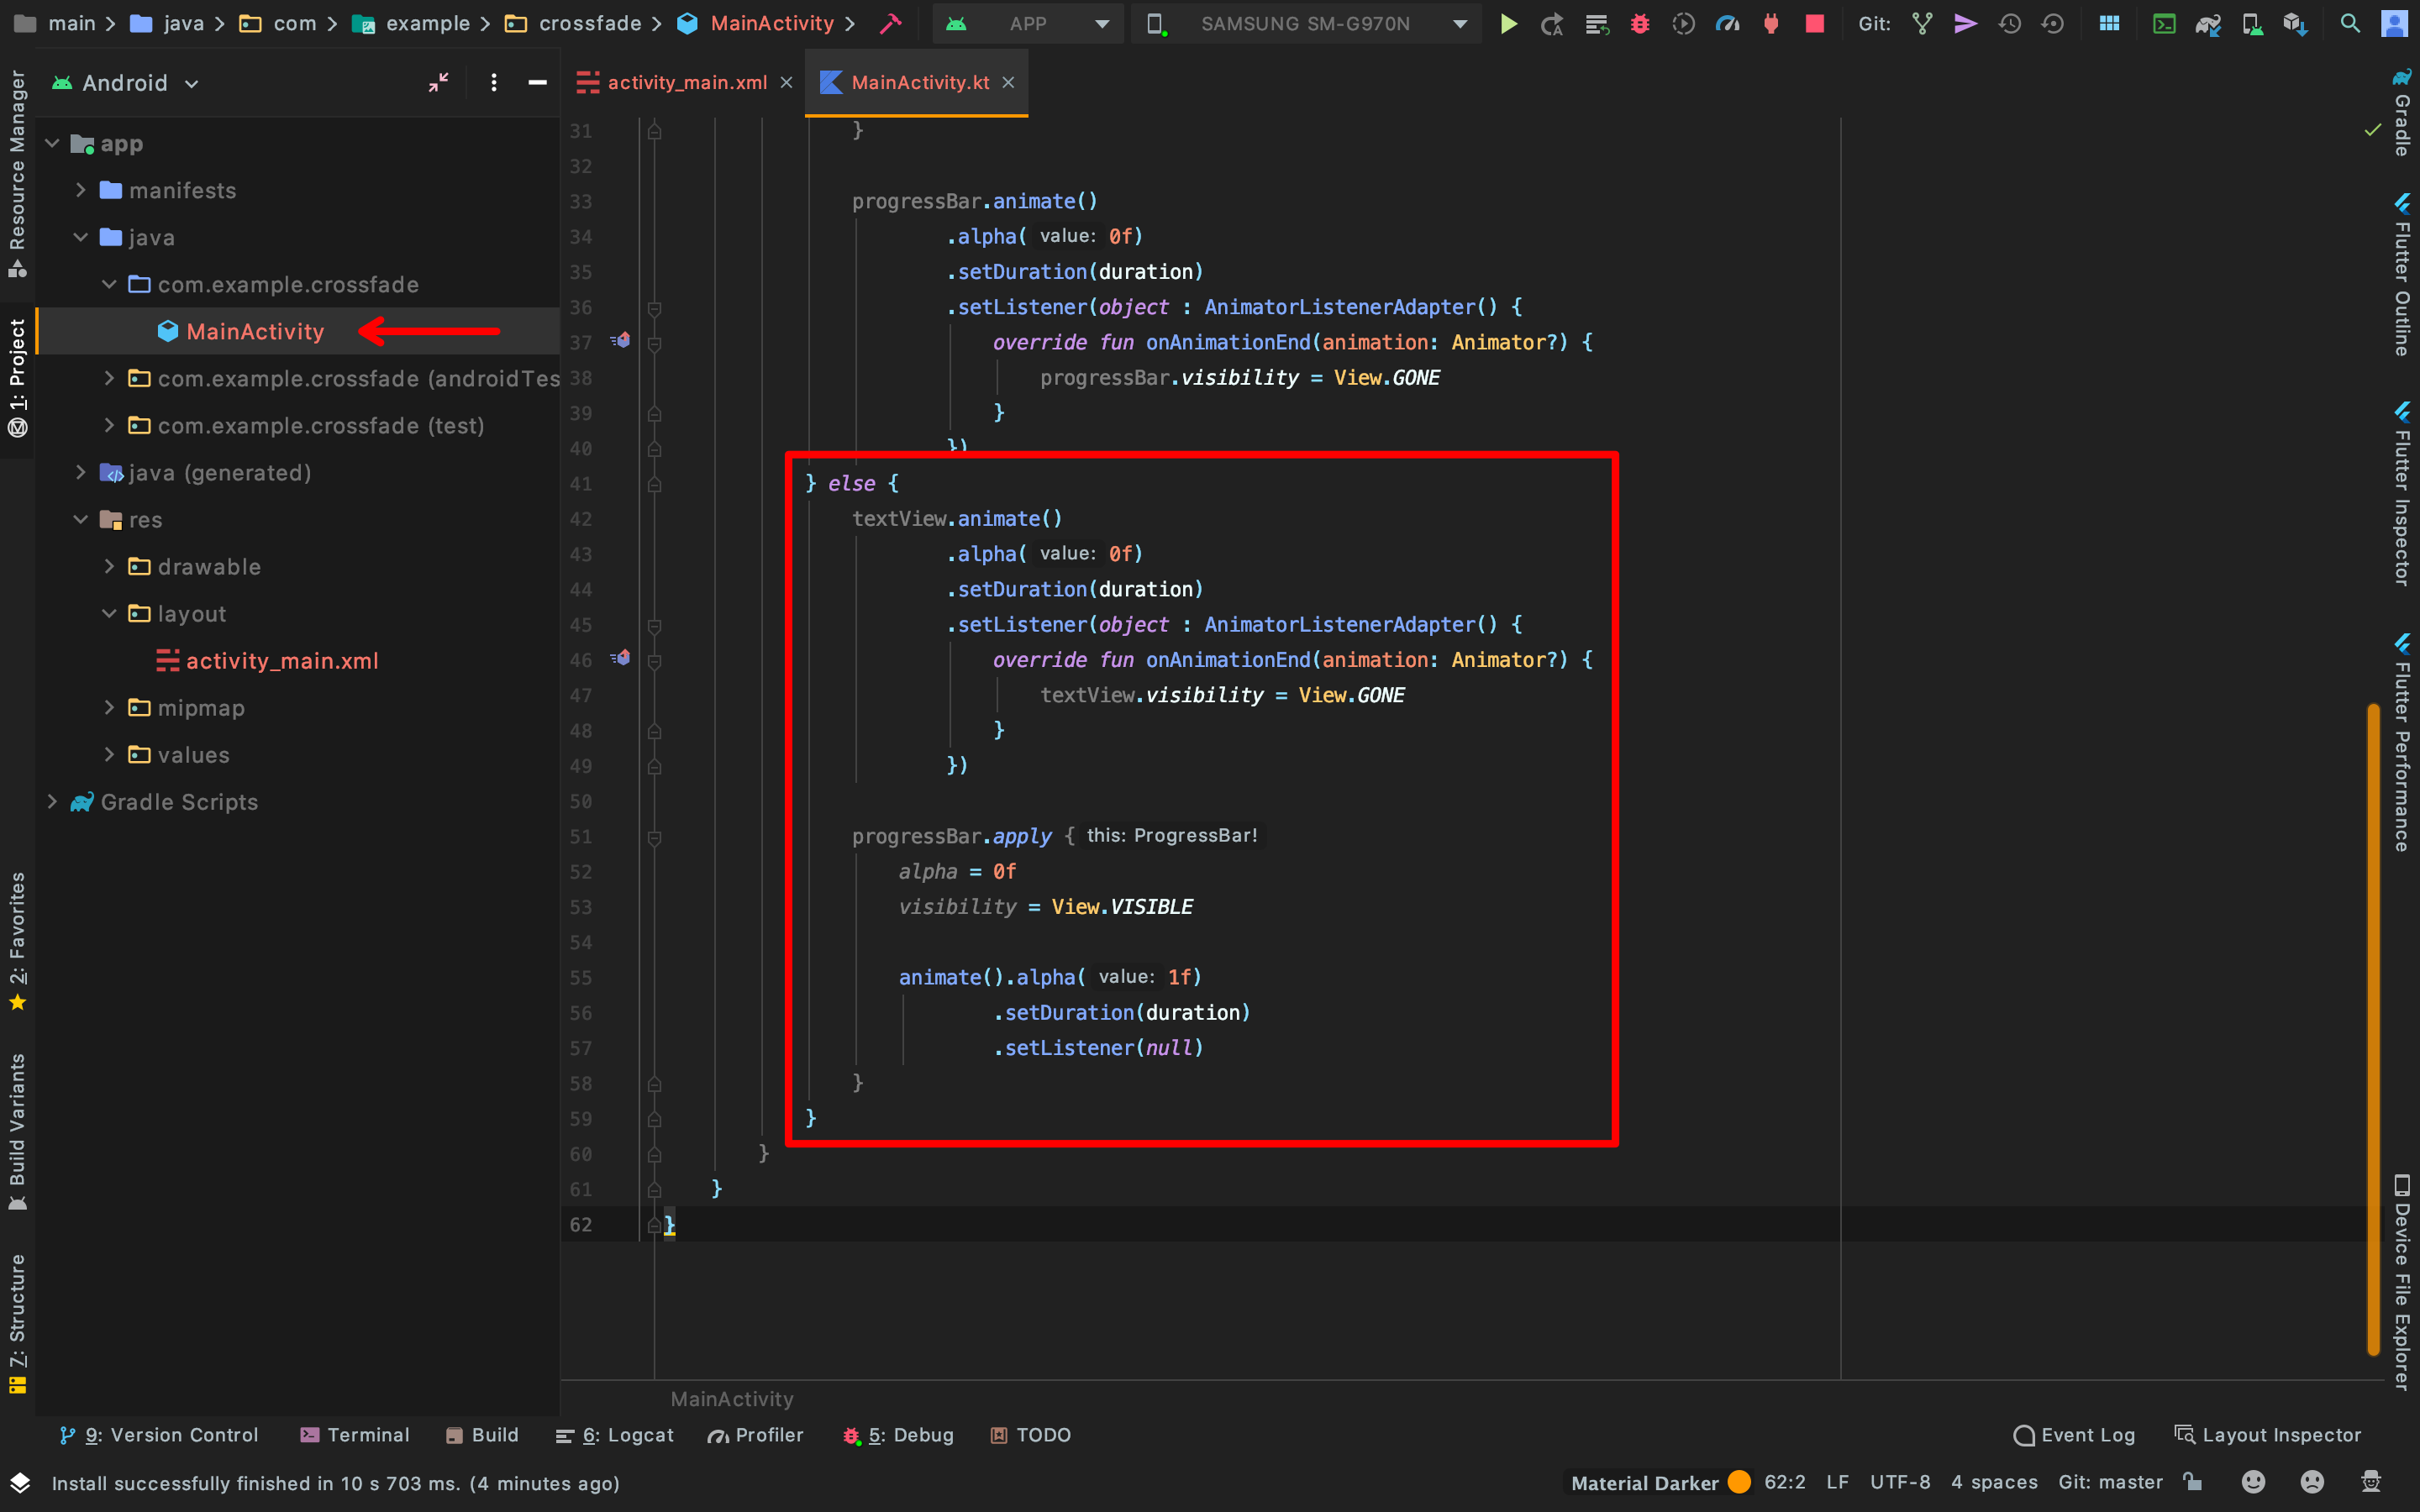 main java com example crossfade MainActivity APP SAMSUNG SM-G970N Git:
Resource Manager
1: Project
2: Favorites
Build Variants
7: Structure
Android
app
manifests
java
com.example.crossfade
MainActivity
com.example.crossfade (androidTes
com.example.crossfade (test)
java (generated)
res
drawable
layout
activity_main.xml
mipmap
values
Gradle Scripts
activity_main.xml MainActivity.kt
31 }
32
33 progressBar.animate()
34 .alpha( value: 0f)
35 .setDuration(duration)
36 .setListener(object : AnimatorListenerAdapter() {
37 override fun onAnimationEnd(animation: Animator?) {
38 progressBar.visibility = View.GONE
39 }
40 })
41 } else {
42 textView.animate()
43 .alpha( value: 0f)
44 .setDuration(duration)
45 .setListener(object : AnimatorListenerAdapter() {
46 override fun onAnimationEnd(animation: Animator?) {
47 textView.visibility = View.GONE
48 }
49 })
50
51 progressBar.apply { this: ProgressBar!
52 alpha = 0f
53 visibility = View.VISIBLE
54
55 animate().alpha( value: 1f)
56 .setDuration(duration)
57 .setListener(null)
58 }
59 }
60 }
61 }
62 }
MainActivity
Gradle
Flutter Outline
Flutter Inspector
Flutter Performance
Device File Explorer
9: Version Control Terminal Build 6: Logcat Profiler 5: Debug TODO Event Log Layout Inspector
Install successfully finished in 10 s 703 ms. (4 minutes ago) Material Darker 62:2 LF UTF-8 4 spaces Git: master